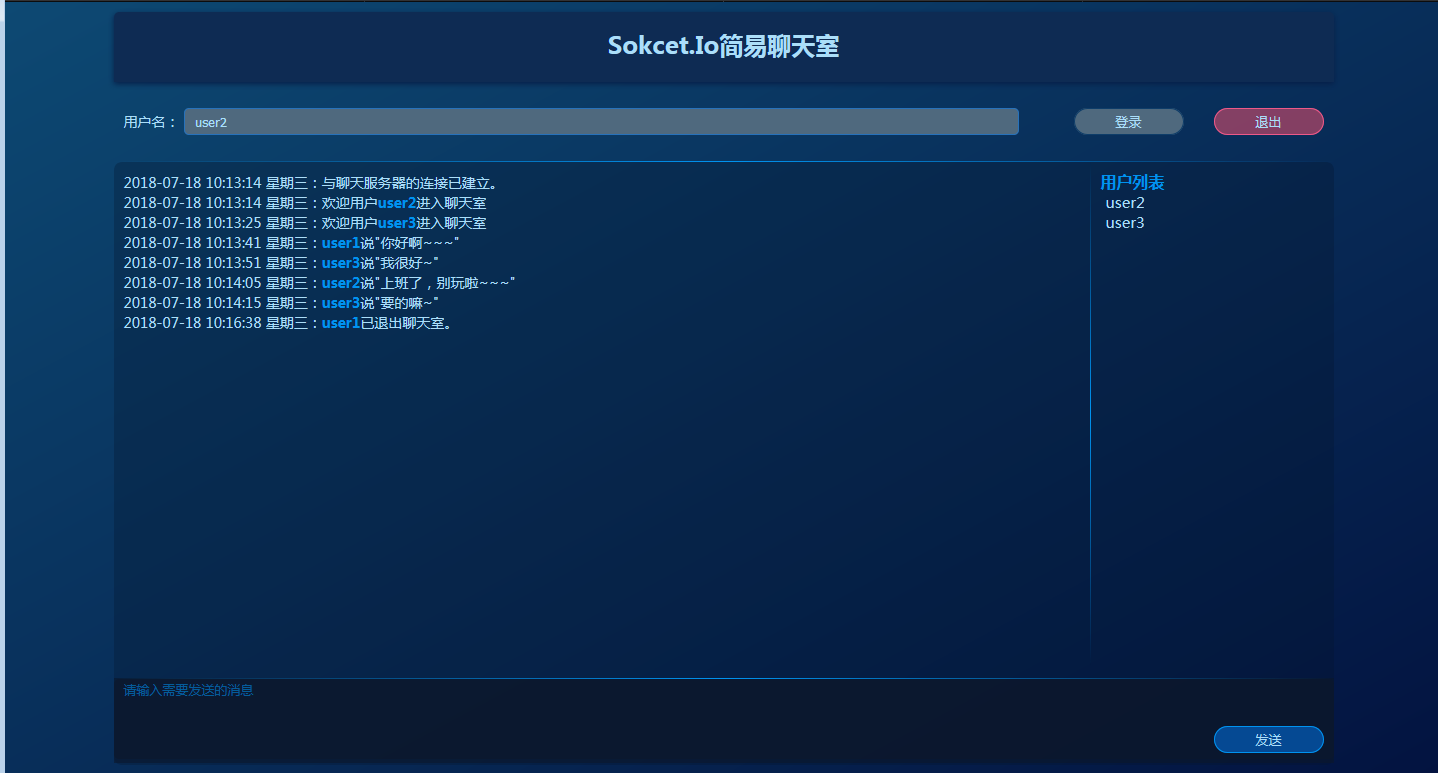 Sokcet.Io简易聊天室
用户名： user2 登录 退出
2018-07-18 10:13:14 星期三：与聊天服务器的连接已建立。
2018-07-18 10:13:14 星期三：欢迎用户user2进入聊天室
2018-07-18 10:13:25 星期三：欢迎用户user3进入聊天室
2018-07-18 10:13:41 星期三：user1说"你好啊~~~"
2018-07-18 10:13:51 星期三：user3说"我很好~"
2018-07-18 10:14:05 星期三：user2说"上班了，别玩啦~~~"
2018-07-18 10:14:15 星期三：user3说"要的嘛~"
2018-07-18 10:16:38 星期三：user1已退出聊天室。
用户列表
user2
user3
请输入需要发送的消息
发送